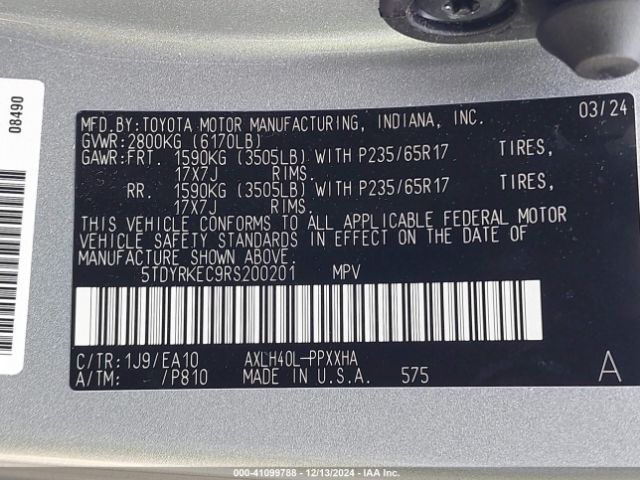 08490
MFD.BY:TOYOTA MOTOR MANUFACTURING, INDIANA, INC. 03/24
GVWR:2800KG (6170LB)
GAWR:FRT. 1590KG (3505LB) WITH P235/65R17 TIRES,
17X7J RIMS.
RR. 1590KG (3505LB) WITH P235/65R17 TIRES,
17X7J RIMS.
THIS VEHICLE CONFORMS TO ALL APPLICABLE FEDERAL MOTOR
VEHICLE SAFETY STANDARDS IN EFFECT ON THE DATE OF
MANUFACTURE SHOWN ABOVE.
5TDYRKEC9RS200201 MPV
C/TR:1J9/EA10 AXLH40L-PPXXHA
A/TM: /P810 MADE IN U.S.A. 575 A
000-41099788 - 12/13/2024 - IAA Inc.